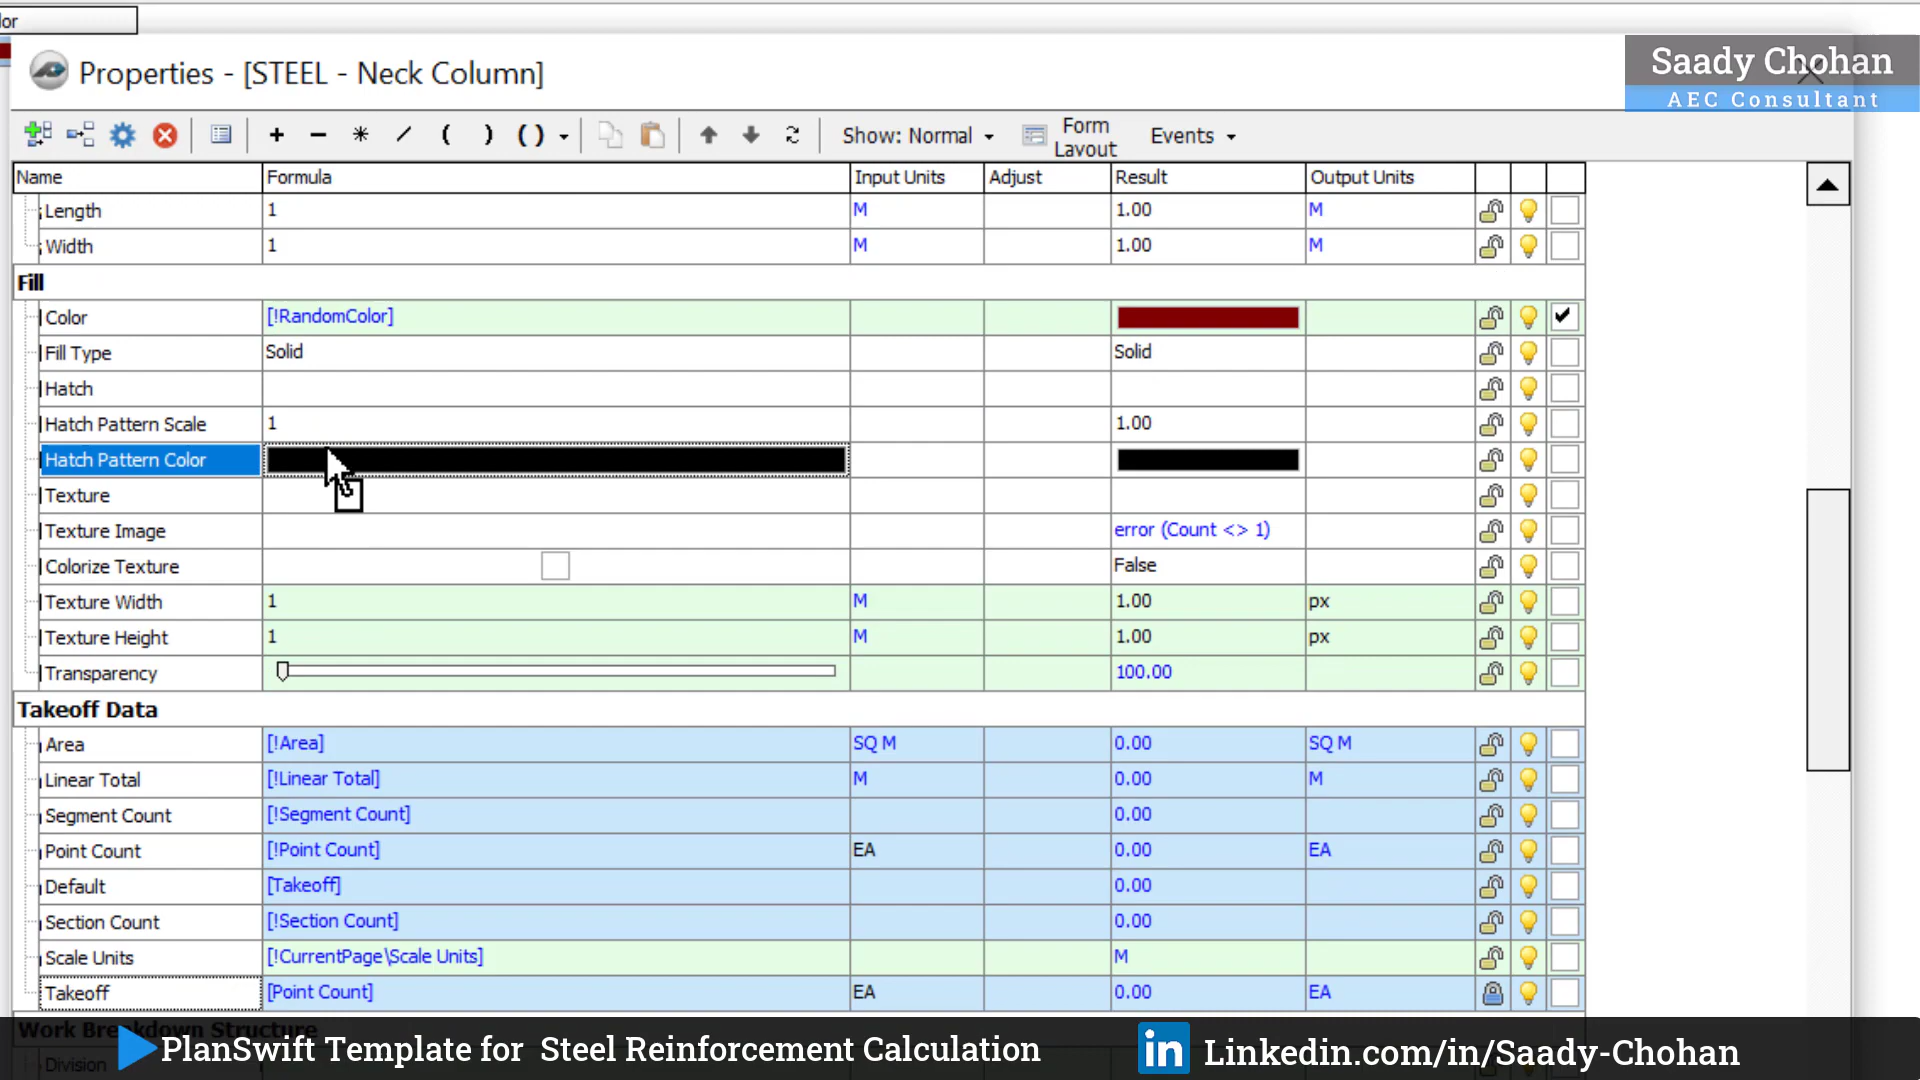 lor
Properties - [STEEL - Neck Column]
Saady Chohan
AEC Consultant
+ - * / ( ) ( ) Show: Normal Form Layout Events
Name Formula Input Units Adjust Result Output Units
Length 1 M 1.00 M
Width 1 M 1.00 M
Fill
Color [!RandomColor]
Fill Type Solid Solid
Hatch
Hatch Pattern Scale 1 1.00
Hatch Pattern Color
Texture
Texture Image error (Count <> 1)
Colorize Texture False
Texture Width 1 M 1.00 px
Texture Height 1 M 1.00 px
Transparency 100.00
Takeoff Data
Area [!Area] SQ M 0.00 SQ M
Linear Total [!Linear Total] M 0.00 M
Segment Count [!Segment Count] 0.00
Point Count [!Point Count] EA 0.00 EA
Default [Takeoff] 0.00
Section Count [!Section Count] 0.00
Scale Units [!CurrentPage\Scale Units] M
Takeoff [Point Count] EA 0.00 EA
Work Breakdown Structure
PlanSwift Template for Steel Reinforcement Calculation
in Linkedin.com/in/Saady-Chohan
Division